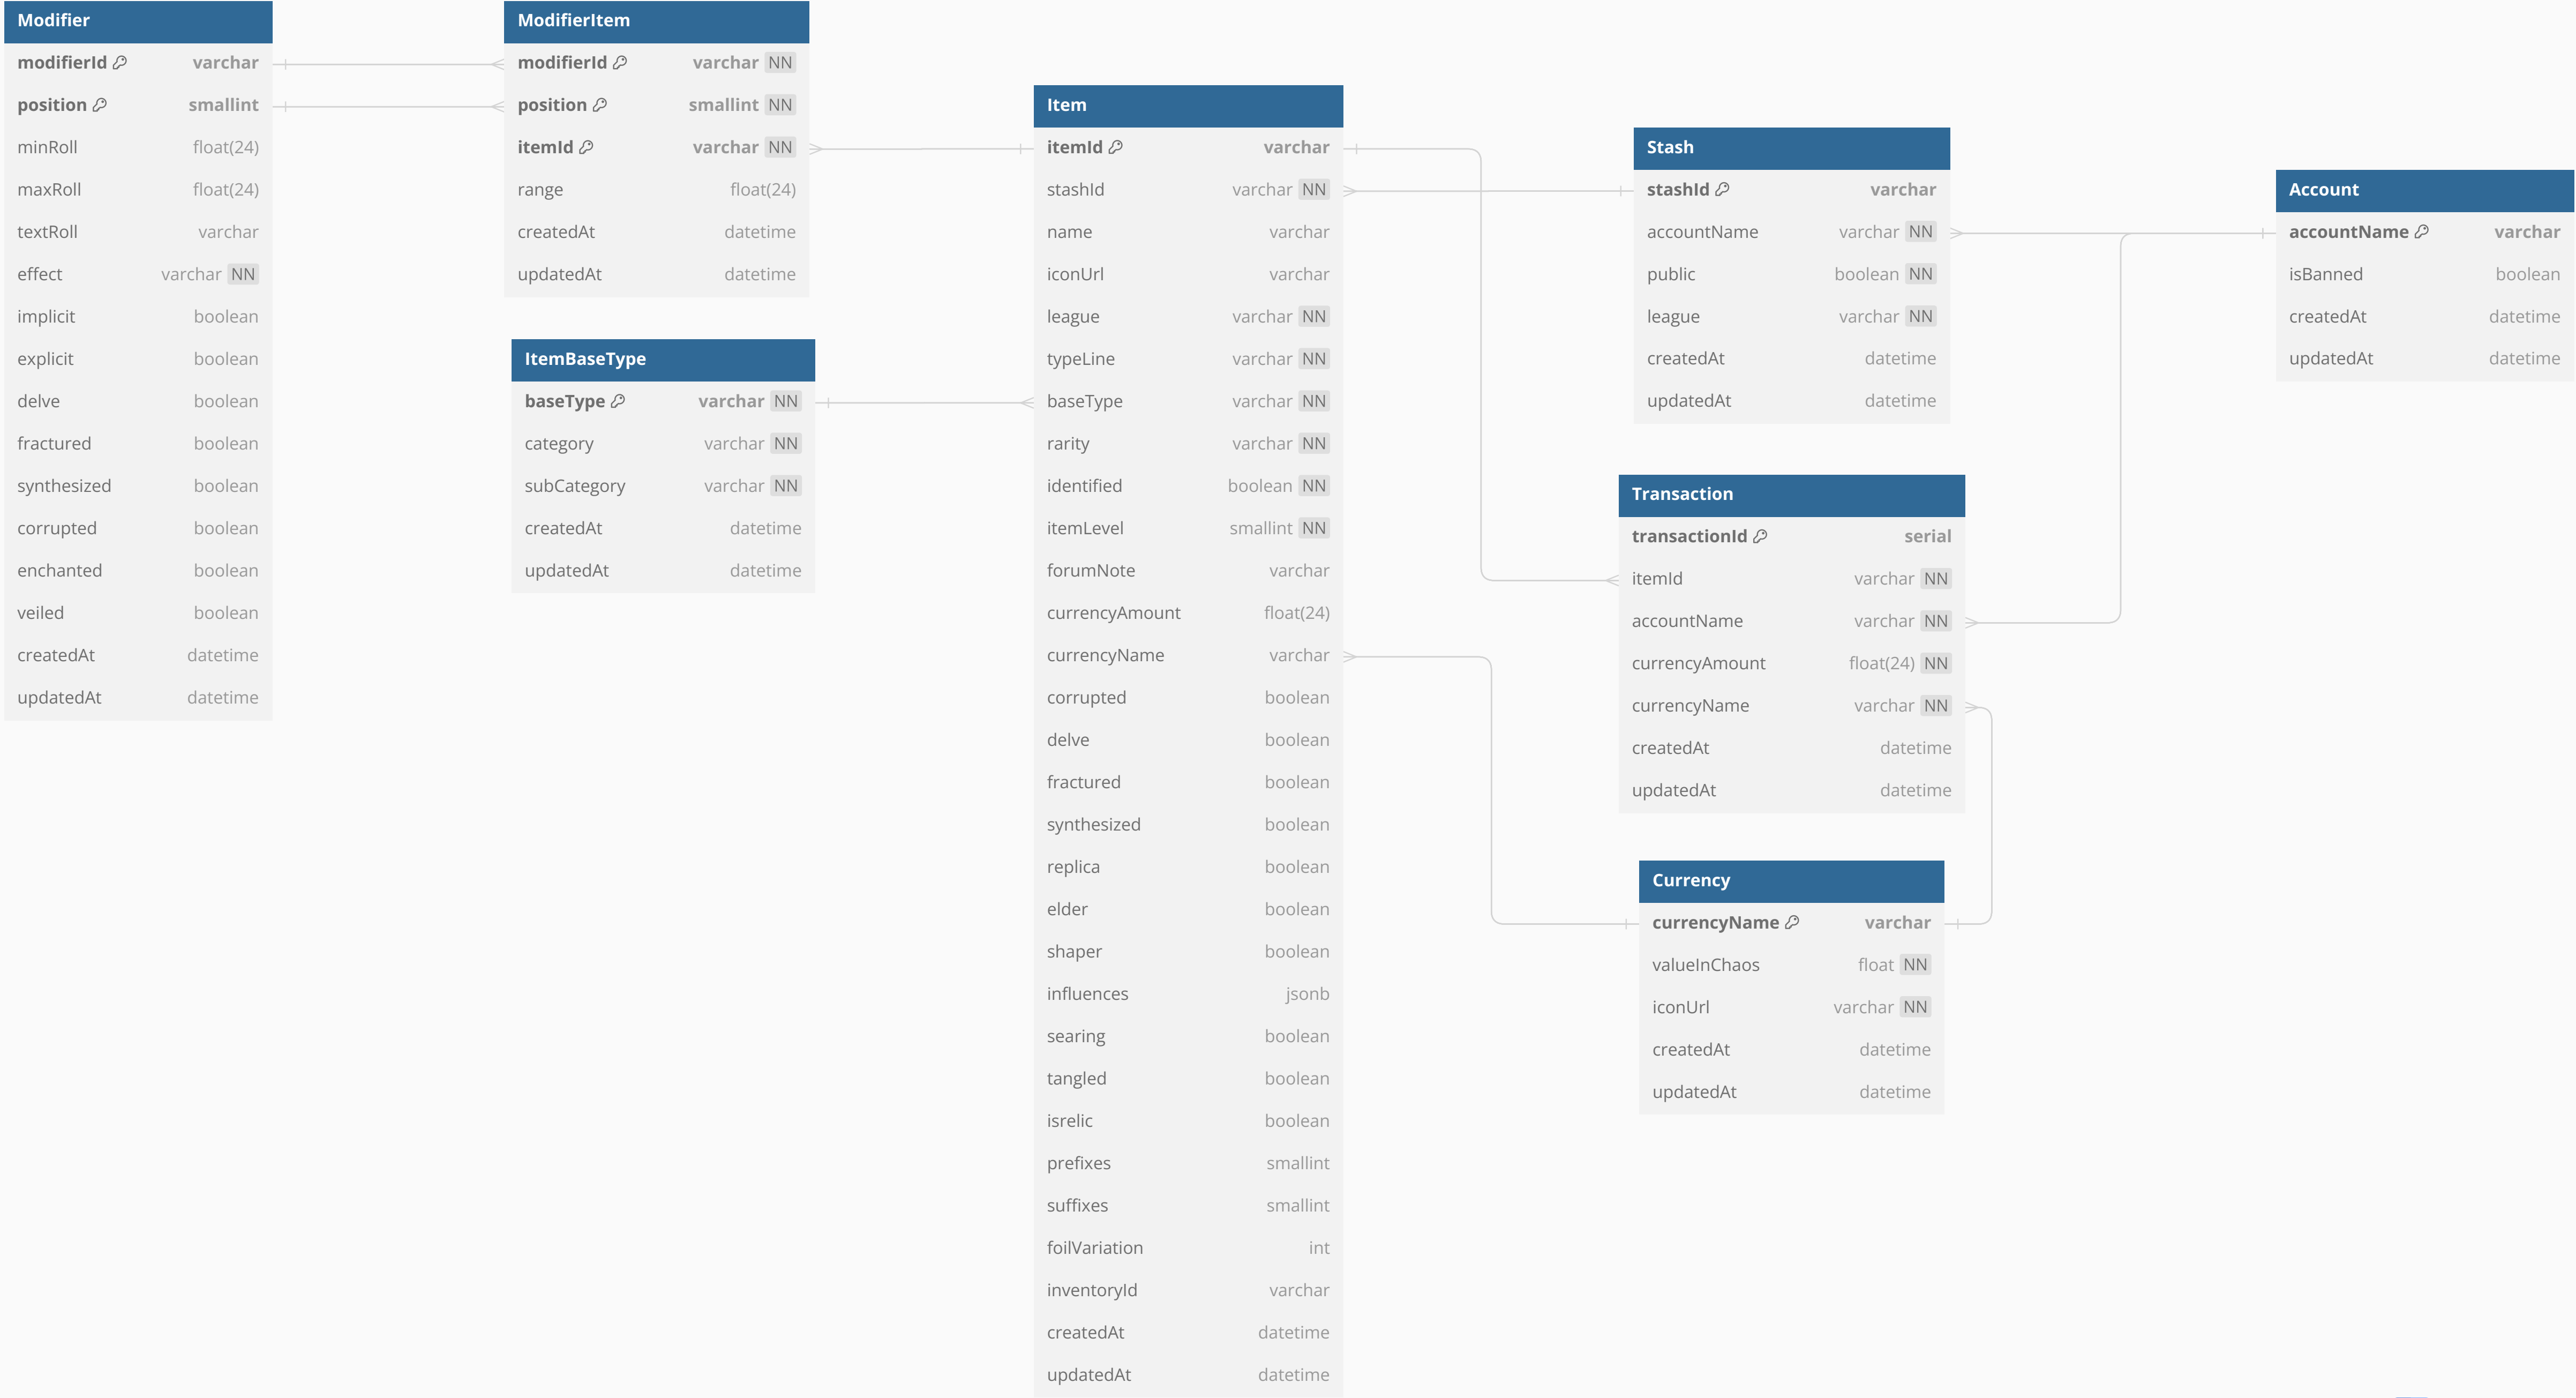 Modifier
modifierId varchar
position smallint
minRoll float(24)
maxRoll float(24)
textRoll varchar
effect varchar NN
implicit boolean
explicit boolean
delve boolean
fractured boolean
synthesized boolean
corrupted boolean
enchanted boolean
veiled boolean
createdAt datetime
updatedAt datetime
ModifierItem
modifierId varchar NN
position smallint NN
itemId varchar NN
range float(24)
createdAt datetime
updatedAt datetime
ItemBaseType
baseType varchar NN
category varchar NN
subCategory varchar NN
createdAt datetime
updatedAt datetime
Item
itemId varchar
stashId varchar NN
name varchar
iconUrl varchar
league varchar NN
typeLine varchar NN
baseType varchar NN
rarity varchar NN
identified boolean NN
itemLevel smallint NN
forumNote varchar
currencyAmount float(24)
currencyName varchar
corrupted boolean
delve boolean
fractured boolean
synthesized boolean
replica boolean
elder boolean
shaper boolean
influences jsonb
searing boolean
tangled boolean
isrelic boolean
prefixes smallint
suffixes smallint
foilVariation int
inventoryId varchar
createdAt datetime
updatedAt datetime
Stash
stashId varchar
accountName varchar NN
public boolean NN
league varchar NN
createdAt datetime
updatedAt datetime
Transaction
transactionId serial
itemId varchar NN
accountName varchar NN
currencyAmount float(24) NN
currencyName varchar NN
createdAt datetime
updatedAt datetime
Currency
currencyName varchar
valueInChaos float NN
iconUrl varchar NN
createdAt datetime
updatedAt datetime
Account
accountName varchar
isBanned boolean
createdAt datetime
updatedAt datetime